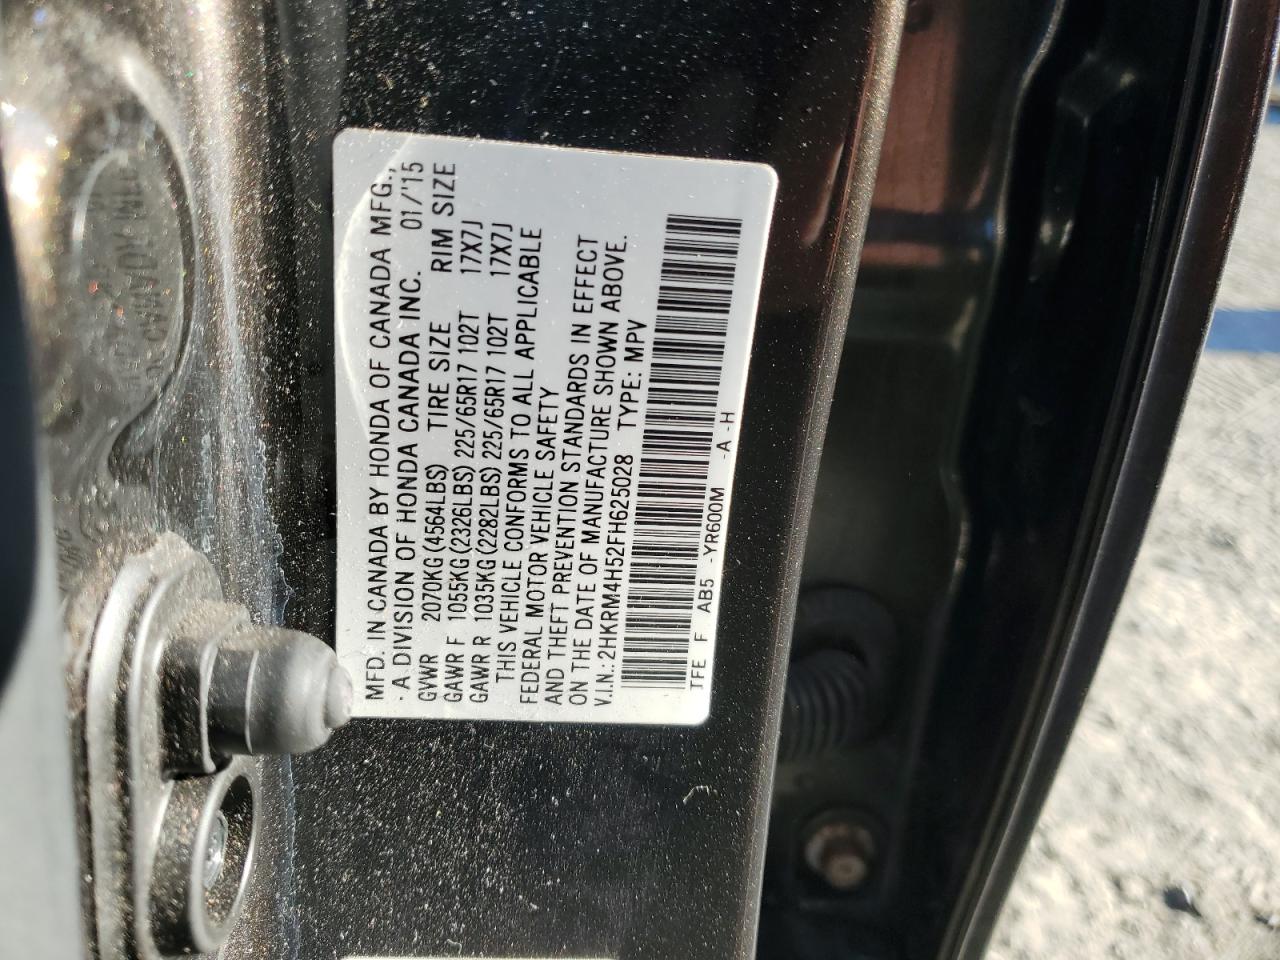 MFD. IN CANADA BY HONDA OF CANADA MFG.,
· A DIVISION OF HONDA CANADA INC. 01/'15
GVWR 2070KG (4564LBS) TIRE SIZE RIM SIZE
GAWR F 1055KG (2326LBS) 225/65R17 102T 17X7J
GAWR R 1035KG (2282LBS) 225/65R17 102T 17X7J
THIS VEHICLE CONFORMS TO ALL APPLICABLE
FEDERAL MOTOR VEHICLE SAFETY
AND THEFT PREVENTION STANDARDS IN EFFECT
ON THE DATE OF MANUFACTURE SHOWN ABOVE.
V.I.N.: 2HKRM4H52FH625028 TYPE: MPV
TFE F AB5 -YR600M -A -H